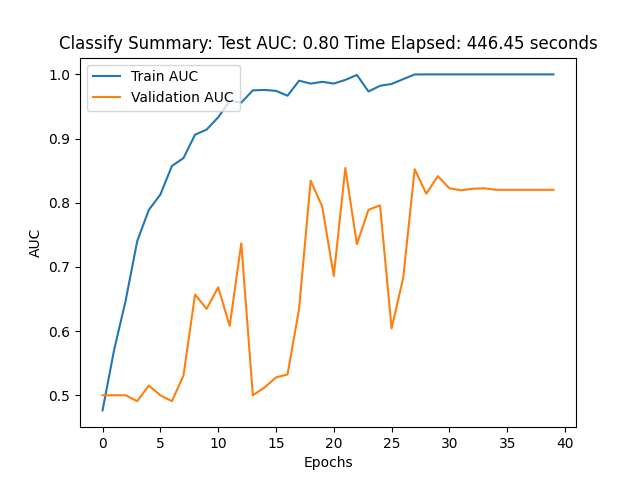 Classify Summary: Test AUC: 0.80 Time Elapsed: 446.45 seconds
Train AUC
Validation AUC
AUC
1.0
0.9
0.8
0.7
0.6
0.5
0 5 10 15 20 25 30 35 40
Epochs